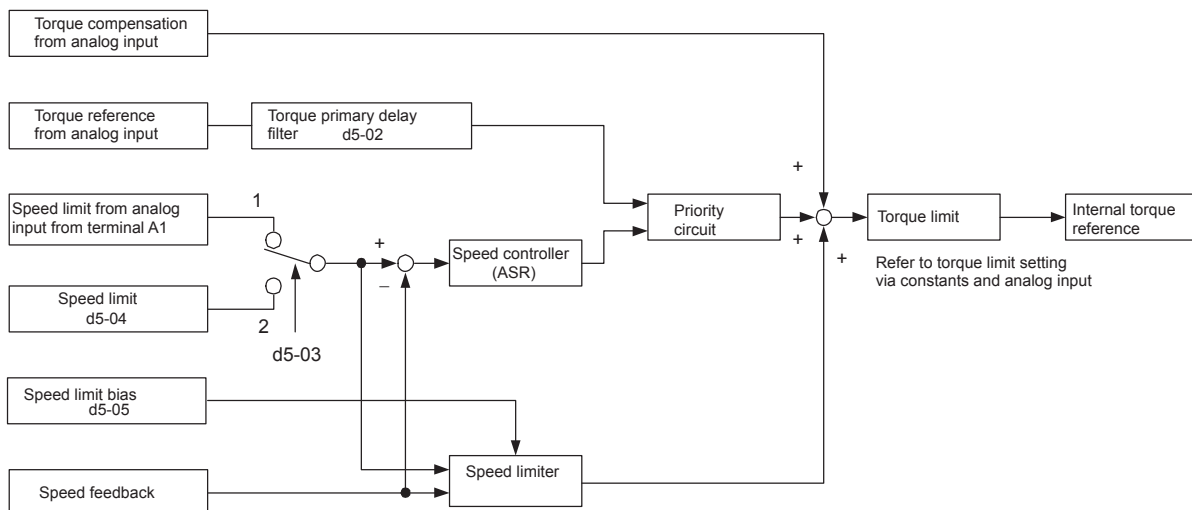 Torque compensation
from analog input
Torque reference
from analog input
Torque primary delay
filter d5-02
Speed limit from analog
input from terminal A1
1
Speed limit
d5-04
2
d5-03
+
−
Speed controller
(ASR)
Priority
circuit
+
+
+
Torque limit
Internal torque
reference
Refer to torque limit setting
via constants and analog input
Speed limit bias
d5-05
Speed feedback
Speed limiter